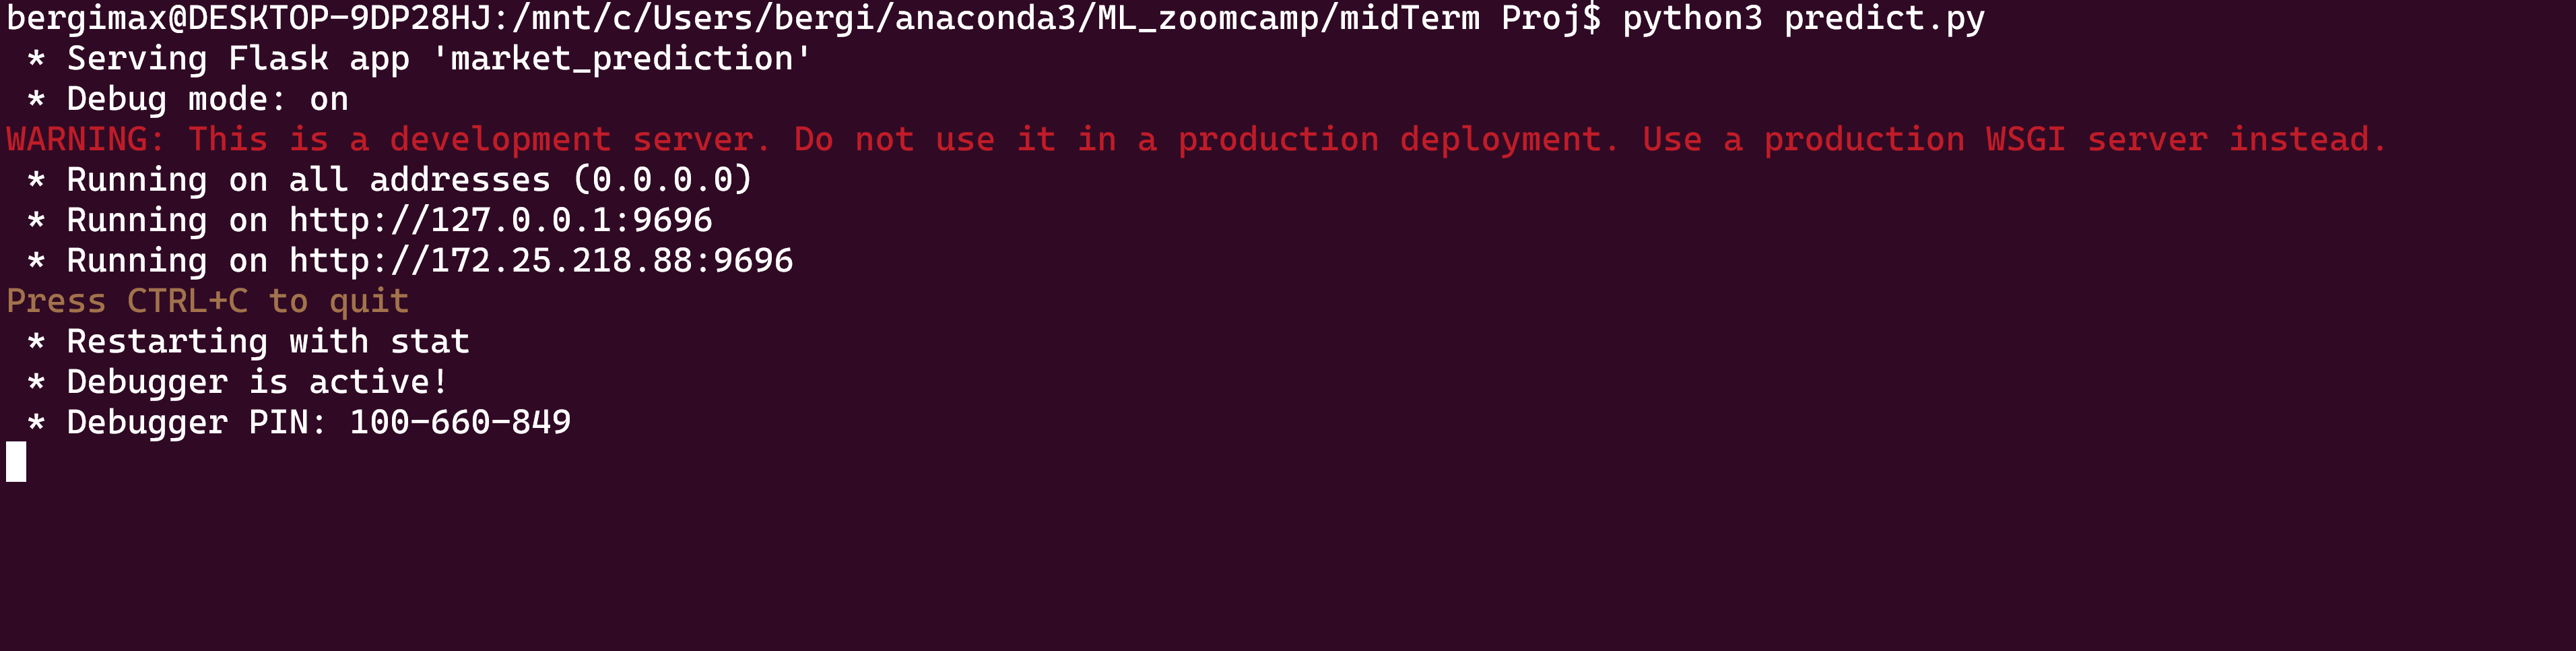 bergimax@DESKTOP-9DP28HJ:/mnt/c/Users/bergi/anaconda3/ML_zoomcamp/midTerm Proj$ python3 predict.py
 * Serving Flask app 'market_prediction'
 * Debug mode: on
WARNING: This is a development server. Do not use it in a production deployment. Use a production WSGI server instead.
 * Running on all addresses (0.0.0.0)
 * Running on http://127.0.0.1:9696
 * Running on http://172.25.218.88:9696
Press CTRL+C to quit
 * Restarting with stat
 * Debugger is active!
 * Debugger PIN: 100-660-849